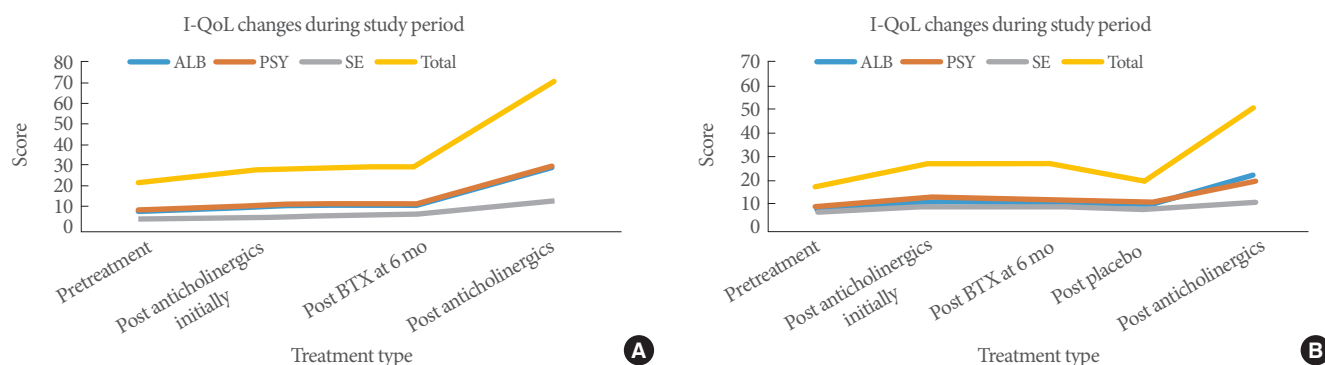 I-QoL changes during study period
ALB PSY SE Total
80
70
60
50
40
30
20
10
0
Score
Pretreatment
Post anticholinergics
initially
Post BTX at 6 mo
Post anticholinergics
Treatment type
A
I-QoL changes during study period
ALB PSY SE Total
70
60
50
40
30
20
10
0
Score
Pretreatment
Post anticholinergics
initially
Post BTX at 6 mo
Post placebo
Post anticholinergics
Treatment type
B